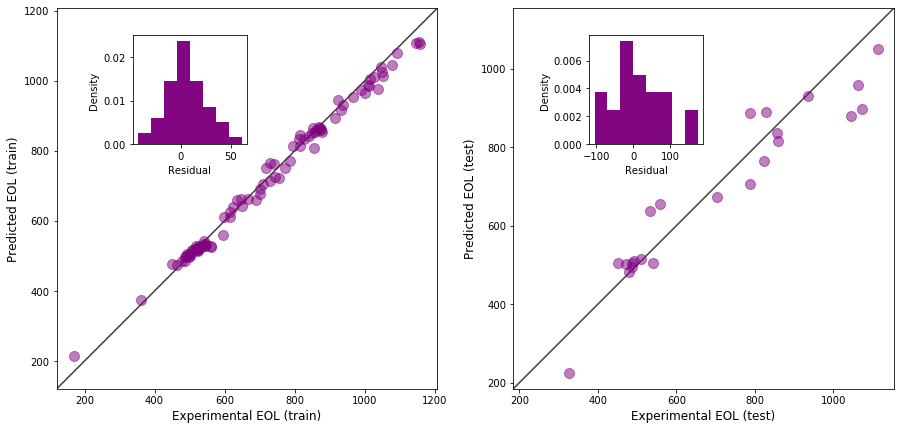 1200
1000
800
600
400
200
Predicted EOL (train)
200 400 600 800 1000 1200
Experimental EOL (train)
0.02
0.01
0.00
Density
0 50
Residual
1000
800
600
400
200
Predicted EOL (test)
200 400 600 800 1000
Experimental EOL (test)
0.006
0.004
0.002
0.000
Density
−100 0 100
Residual